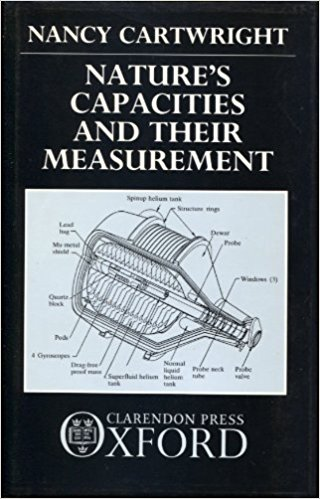 NANCY CARTWRIGHT
NATURE'S
CAPACITIES
AND THEIR
MEASUREMENT
Spinup helium tank
Structure rings
Lead
bag
Dewar
Probe
Mu metal
shield
Windows (3)
Quartz
block
Pods
4 Gyroscopes
Drag-free
proof mass
Superfluid helium
tank
Normal
liquid
helium
tank
Probe neck
tube
Probe
valve
CLARENDON PRESS
OXFORD